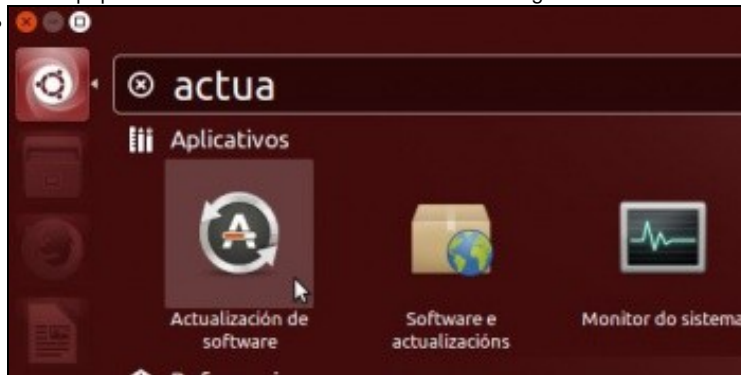 actua
Aplicativos
Actualización de
software
Software e
actualizacións
Monitor do sistema